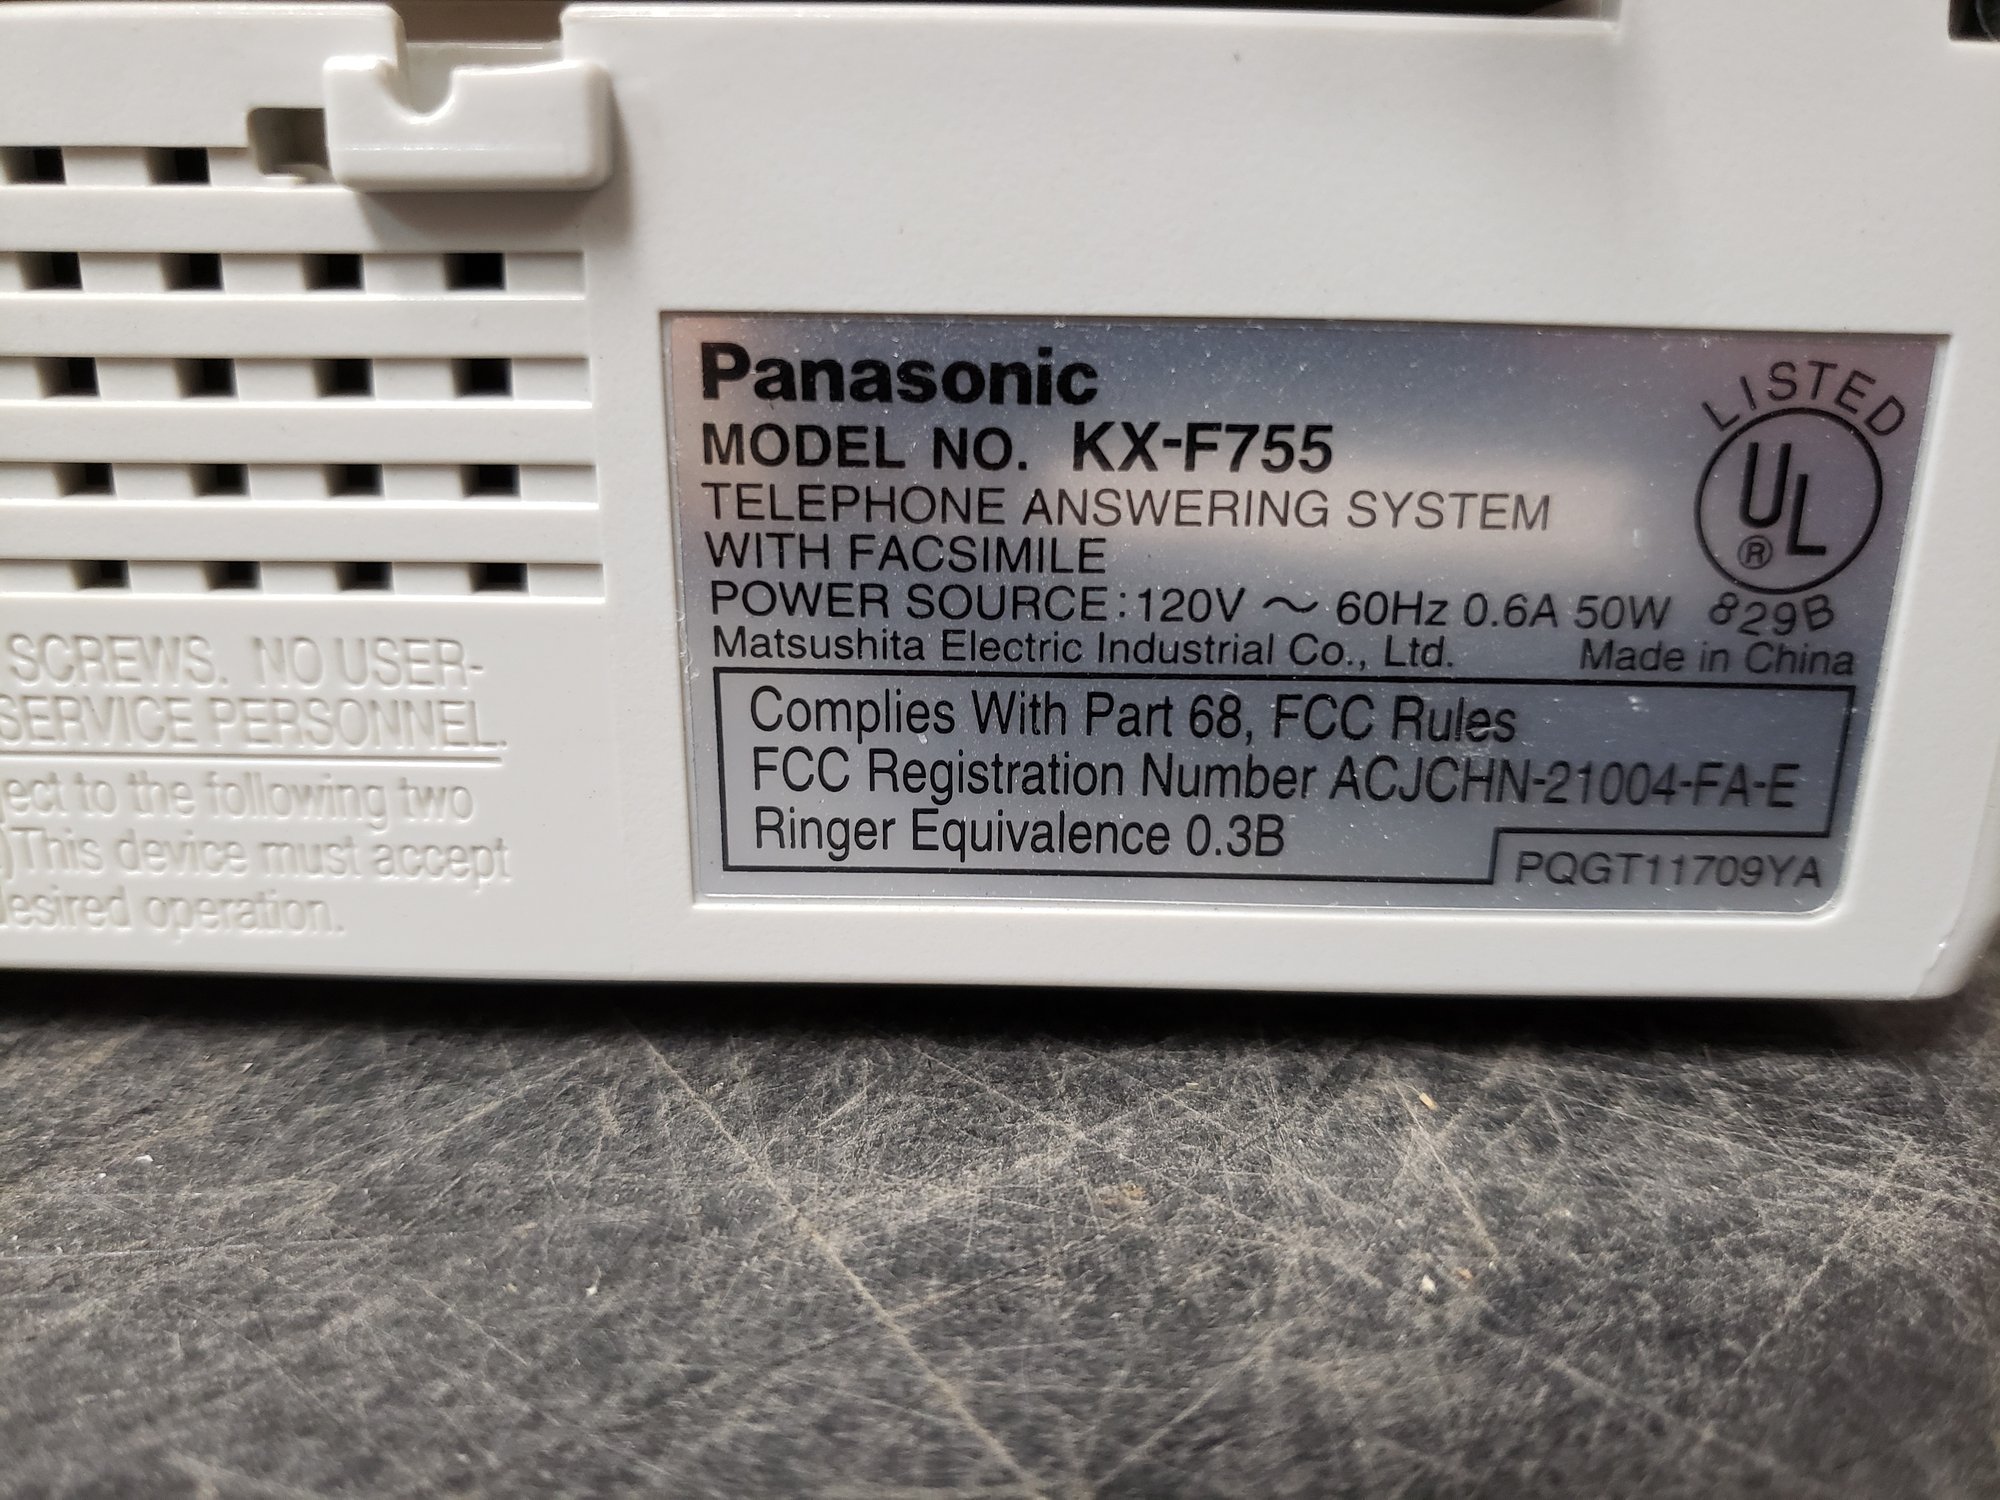 SCREWS. NO USER-
SERVICE PERSONNEL.
ect to the following two
)This device must accept
esired operation.
Panasonic
MODEL NO. KX-F755
TELEPHONE ANSWERING SYSTEM
WITH FACSIMILE
POWER SOURCE:120V ～ 60Hz 0.6A 50W
Matsushita Electric Industrial Co., Ltd. Made in China
LISTED
UL
®
829B
Complies With Part 68, FCC Rules
FCC Registration Number ACJCHN-21004-FA-E
Ringer Equivalence 0.3B
PQGT11709YA